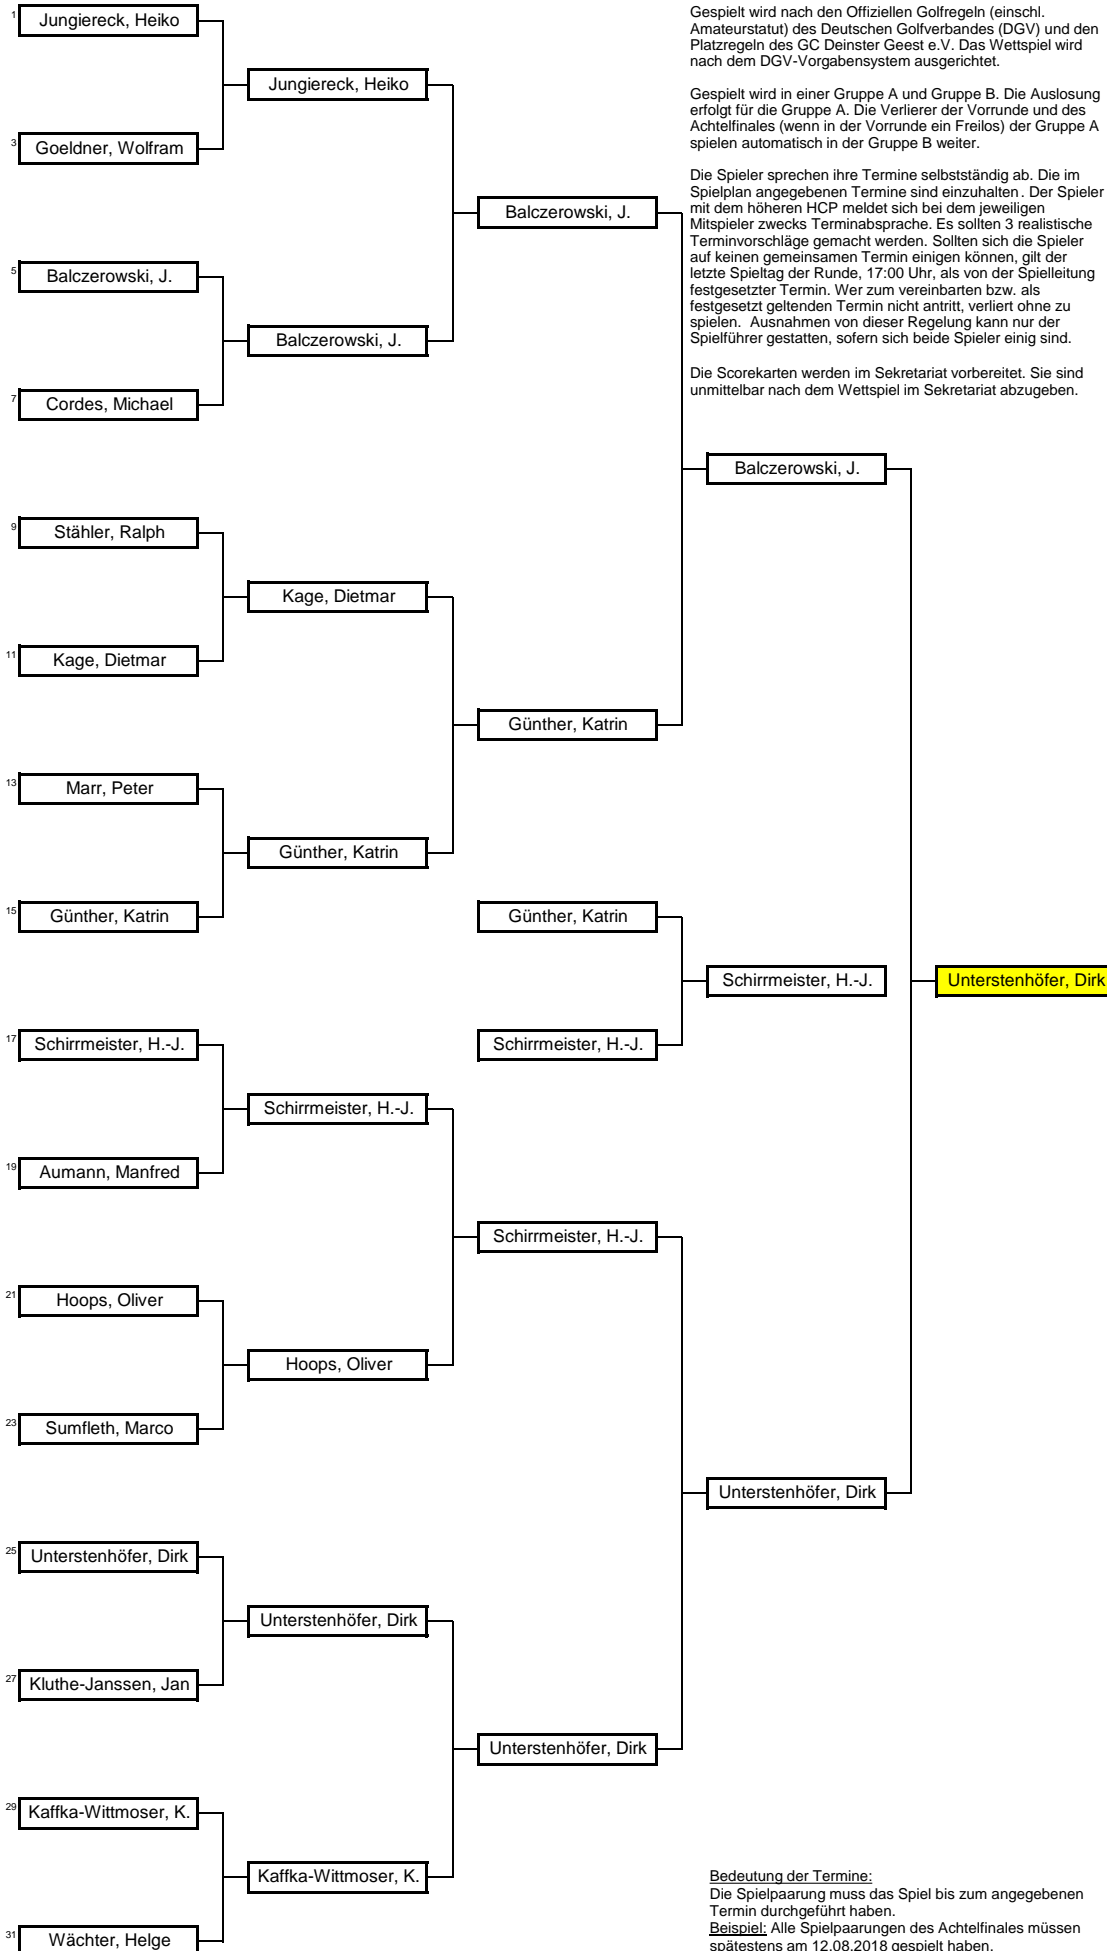 Gespielt wird nach den Offiziellen Golfregeln (einschl.
Amateurstatut) des Deutschen Golfverbandes (DGV) und den
Platzregeln des GC Deinster Geest e.V. Das Wettspiel wird
nach dem DGV-Vorgabensystem ausgerichtet.
Gespielt wird in einer Gruppe A und Gruppe B. Die Auslosung
erfolgt für die Gruppe A. Die Verlierer der Vorrunde und des
Achtelfinales (wenn in der Vorrunde ein Freilos) der Gruppe A
spielen automatisch in der Gruppe B weiter.
Die Spieler sprechen ihre Termine selbstständig ab. Die im
Spielplan angegebenen Termine sind einzuhalten. Der Spieler
mit dem höheren HCP meldet sich bei dem jeweiligen
Mitspieler zwecks Terminabsprache. Es sollten 3 realistische
Terminvorschläge gemacht werden. Sollten sich die Spieler
auf keinen gemeinsamen Termin einigen können, gilt der
letzte Spieltag der Runde, 17:00 Uhr, als von der Spielleitung
festgesetzter Termin. Wer zum vereinbarten bzw. als
festgesetzt geltenden Termin nicht antritt, verliert ohne zu
spielen. Ausnahmen von dieser Regelung kann nur der
Spielführer gestatten, sofern sich beide Spieler einig sind.
Die Scorekarten werden im Sekretariat vorbereitet. Sie sind
unmittelbar nach dem Wettspiel im Sekretariat abzugeben.
1 Jungiereck, Heiko
3 Goeldner, Wolfram
5 Balczerowski, J.
7 Cordes, Michael
9 Stähler, Ralph
11 Kage, Dietmar
13 Marr, Peter
15 Günther, Katrin
17 Schirrmeister, H.-J.
19 Aumann, Manfred
21 Hoops, Oliver
23 Sumfleth, Marco
25 Unterstenhöfer, Dirk
27 Kluthe-Janssen, Jan
29 Kaffka-Wittmoser, K.
31 Wächter, Helge
Jungiereck, Heiko
Balczerowski, J.
Kage, Dietmar
Günther, Katrin
Schirrmeister, H.-J.
Hoops, Oliver
Unterstenhöfer, Dirk
Kaffka-Wittmoser, K.
Balczerowski, J.
Günther, Katrin
Günther, Katrin
Schirrmeister, H.-J.
Schirrmeister, H.-J.
Unterstenhöfer, Dirk
Balczerowski, J.
Schirrmeister, H.-J.
Unterstenhöfer, Dirk
Unterstenhöfer, Dirk
Bedeutung der Termine:
Die Spielpaarung muss das Spiel bis zum angegebenen
Termin durchgeführt haben.
Beispiel: Alle Spielpaarungen des Achtelfinales müssen
spätestens am 12.08.2018 gespielt haben.